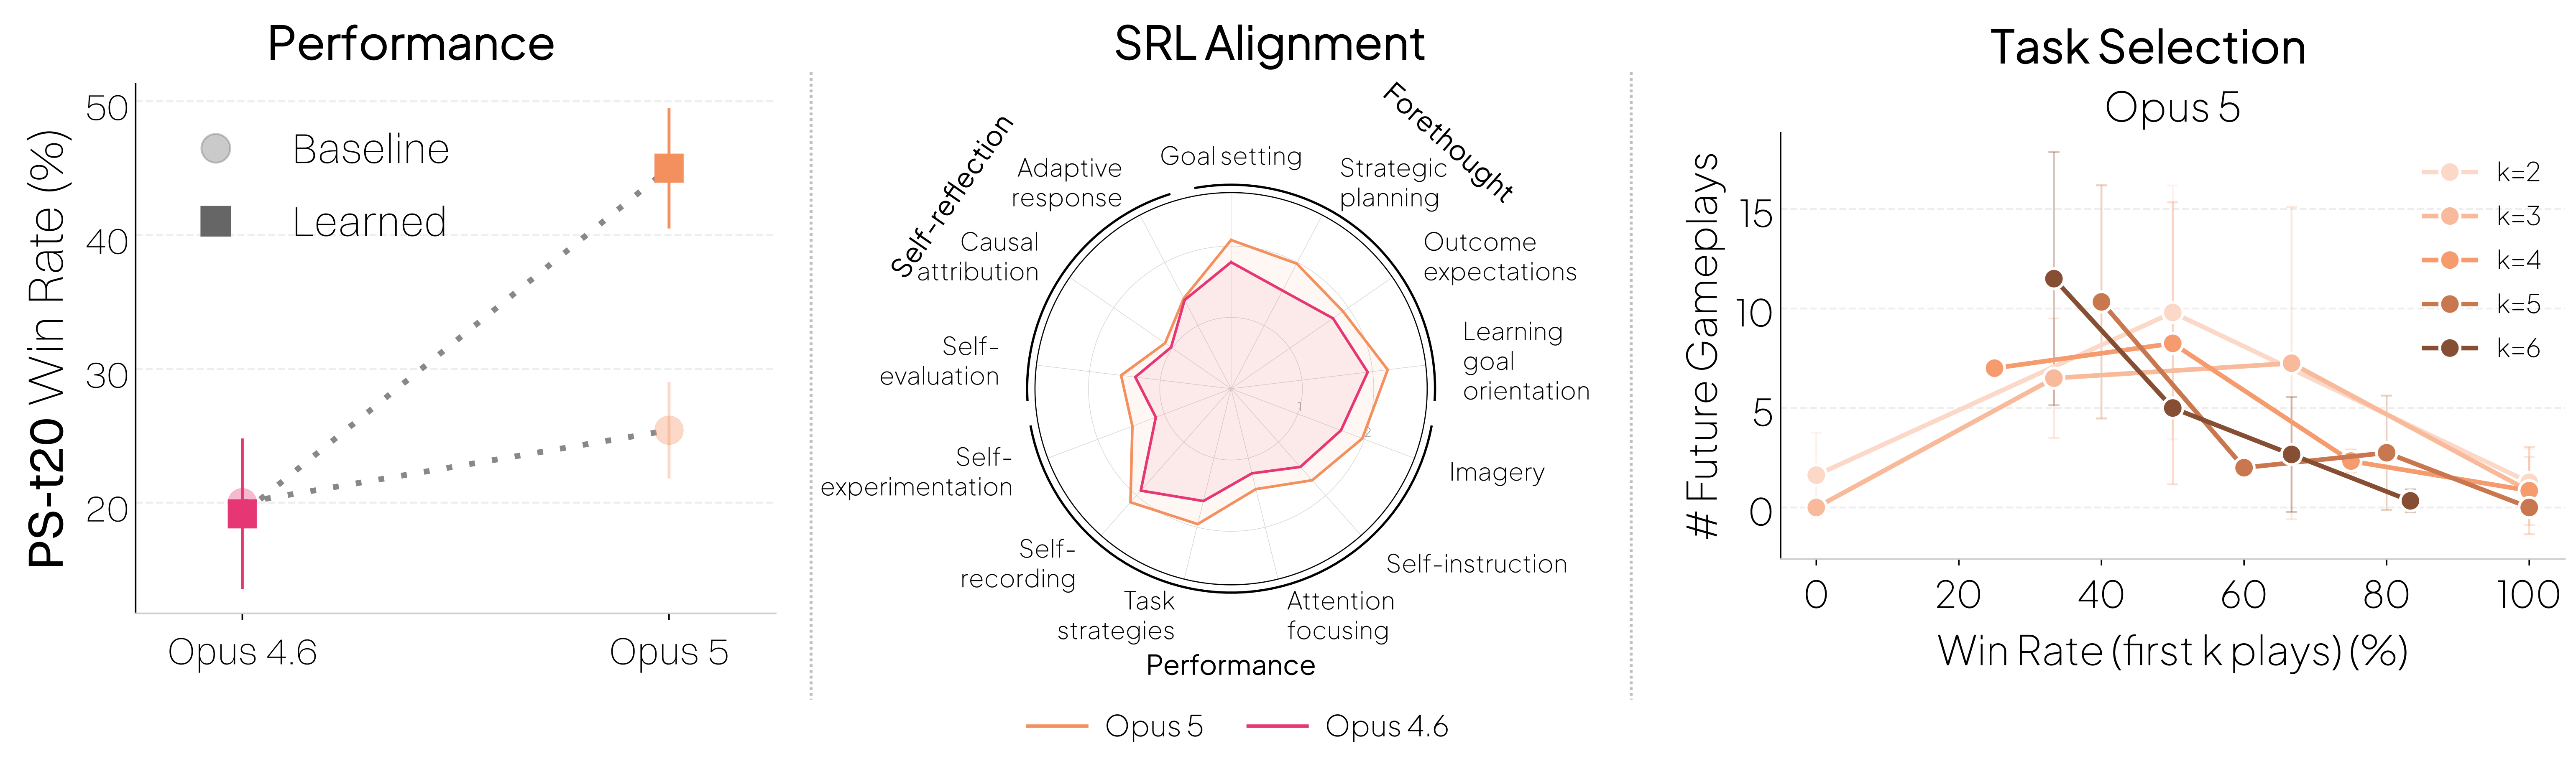 Performance
PS-t20 Win Rate (%)
50
40
30
20
Baseline
Learned
Opus 4.6
Opus 5
SRL Alignment
Self-reflection
Forethought
Performance
Goal setting
Strategic
planning
Outcome
expectations
Learning
goal
orientation
Imagery
Self-instruction
Attention
focusing
Task
strategies
Self-
recording
Self-
experimentation
Self-
evaluation
Causal
attribution
Adaptive
response
1
2
Opus 5
Opus 4.6
Task Selection
Opus 5
# Future Gameplays
15
10
5
0
k=2
k=3
k=4
k=5
k=6
0
20
40
60
80
100
Win Rate (first k plays) (%)